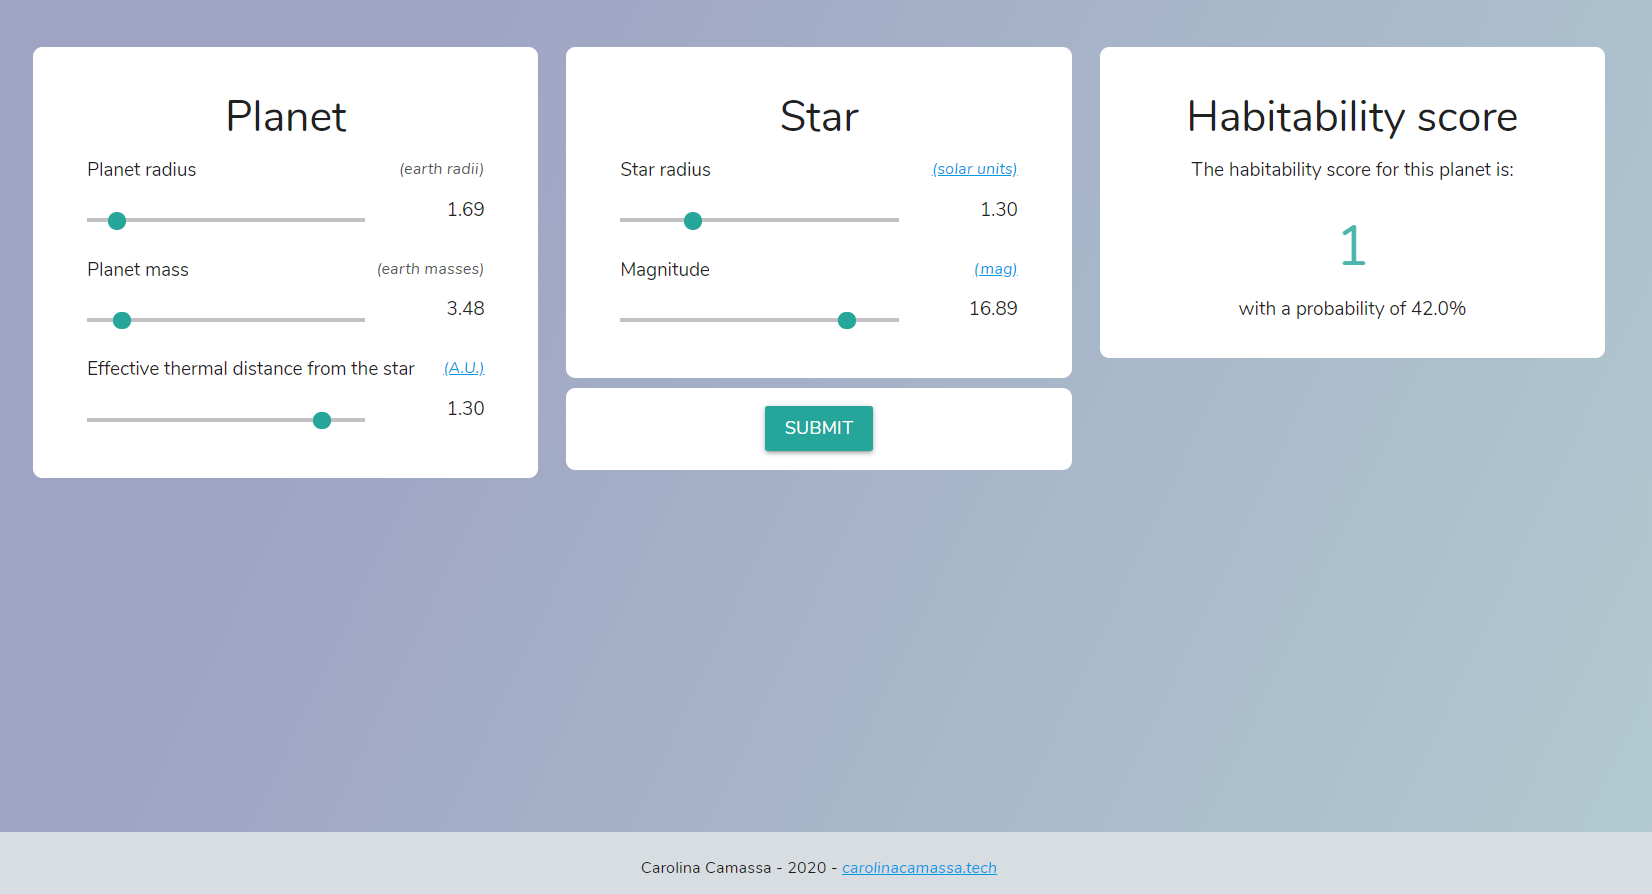 Planet
Planet radius (earth radii)
1.69
Planet mass (earth masses)
3.48
Effective thermal distance from the star (A.U.)
1.30
Star
Star radius (solar units)
1.30
Magnitude (mag)
16.89
SUBMIT
Habitability score
The habitability score for this planet is:
1
with a probability of 42.0%
Carolina Camassa - 2020 - carolinacamassa.tech